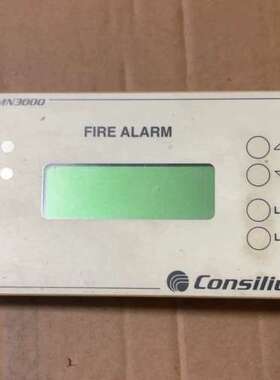 MN3000
FIRE ALARM
Consiliu